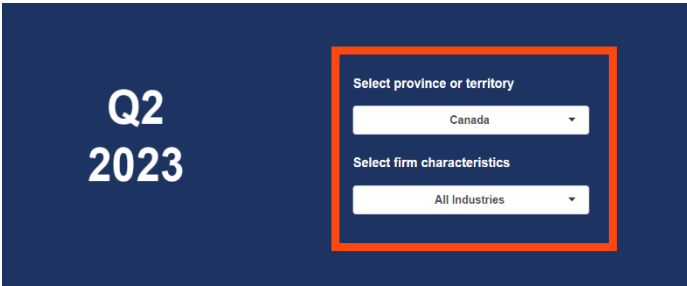 Q2
2023
Select province or territory
Canada
Select firm characteristics
All Industries